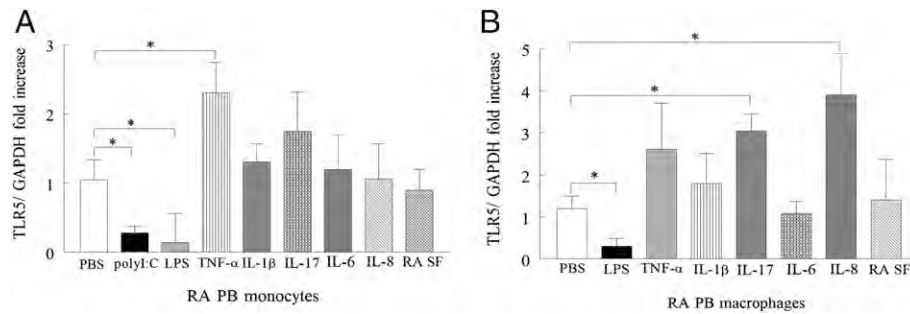 A
TLR5/ GAPDH fold increase
3
2
1
0
*
*
*
PBS polyI:C LPS TNF-α IL-1β IL-17 IL-6 IL-8 RA SF
RA PB monocytes
B
TLR5/ GAPDH fold increase
5
4
3
2
1
0
*
*
*
PBS LPS TNF-α IL-1β IL-17 IL-6 IL-8 RA SF
RA PB macrophages